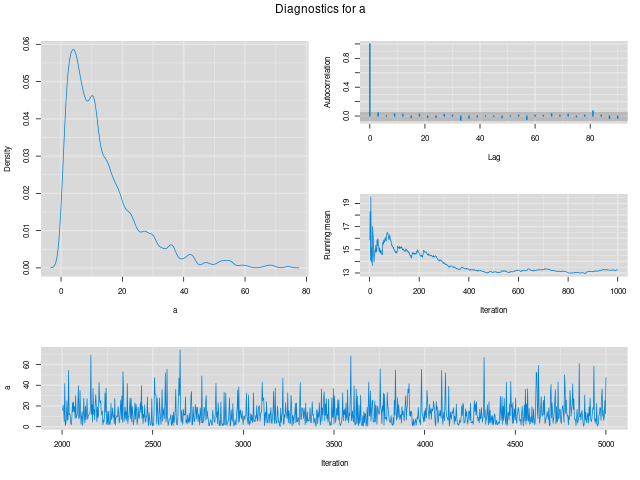 Diagnostics for a
Density
0.00 0.01 0.02 0.03 0.04 0.05 0.06
0 20 40 60 80
a
Autocorrelation
0.0 0.4 0.8
0 20 40 60 80
Lag
Running mean
13 15 17 19
0 200 400 600 800 1000
Iteration
a
0 20 40 60
2000 2500 3000 3500 4000 4500 5000
Iteration